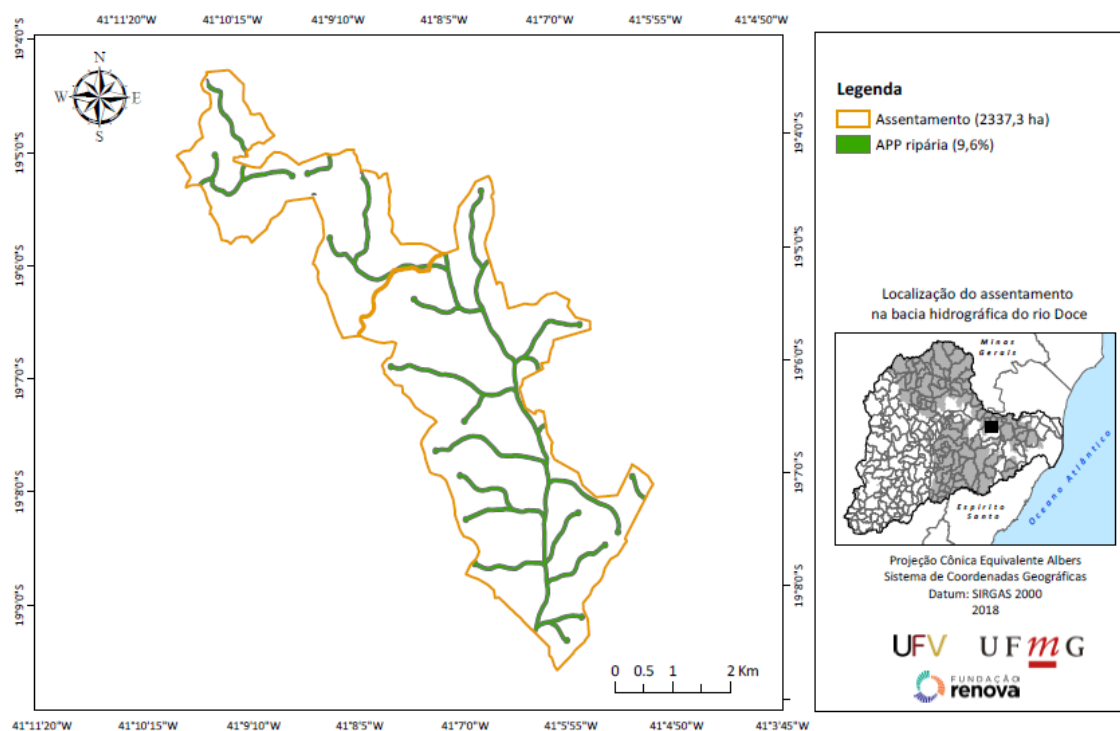 41°11'20"W 41°10'15"W 41°9'10"W 41°8'5"W 41°7'0"W 41°5'55"W 41°4'50"W
19°4'0"S
19°5'0"S
19°6'0"S
19°7'0"S
19°8'0"S
19°9'0"S
N
W E
S
19°4'0"S
19°5'0"S
19°6'0"S
19°7'0"S
19°8'0"S
0 0.5 1 2 Km
41°11'20"W 41°10'15"W 41°9'10"W 41°8'5"W 41°7'0"W 41°5'55"W 41°4'50"W 41°3'45"W
Legenda
Assentamento (2337,3 ha)
APP ripária (9,6%)
Localização do assentamento
na bacia hidrográfica do rio Doce
Minas
Gerais
Espírito
Santo
Oceano Atlântico
Projeção Cônica Equivalente Albers
Sistema de Coordenadas Geográficas
Datum: SIRGAS 2000
2018
UFV UFmG
FUNDAÇÃO
renova